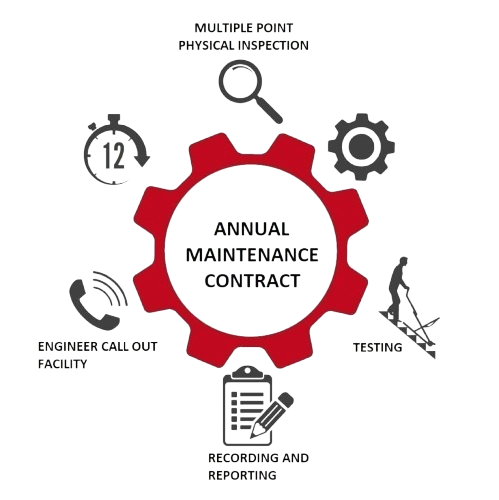 MULTIPLE POINT
PHYSICAL INSPECTION
12
ANNUAL
MAINTENANCE
CONTRACT
ENGINEER CALL OUT
FACILITY
TESTING
RECORDING AND
REPORTING